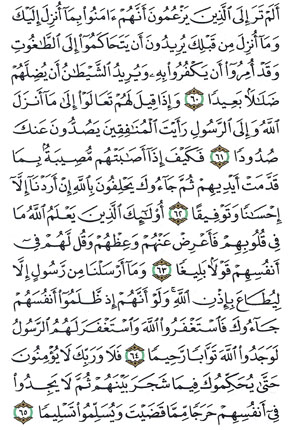 أَلَمْ تَرَ إِلَى ٱلَّذِينَ يَزْعُمُونَ أَنَّهُمْ ءَامَنُوا۟ بِمَآ أُنزِلَ إِلَيْكَ
وَمَآ أُنزِلَ مِن قَبْلِكَ يُرِيدُونَ أَن يَتَحَاكَمُوٓا۟ إِلَى ٱلطَّٰغُوتِ
وَقَدْ أُمِرُوٓا۟ أَن يَكْفُرُوا۟ بِهِۦ وَيُرِيدُ ٱلشَّيْطَٰنُ أَن يُضِلَّهُمْ
ضَلَٰلًۢا بَعِيدًا ٦٠ وَإِذَا قِيلَ لَهُمْ تَعَالَوْا۟ إِلَىٰ مَآ أَنزَلَ
ٱللَّهُ وَإِلَى ٱلرَّسُولِ رَأَيْتَ ٱلْمُنَٰفِقِينَ يَصُدُّونَ عَنكَ
صُدُودًا ٦١ فَكَيْفَ إِذَآ أَصَٰبَتْهُم مُّصِيبَةٌۢ بِمَا
قَدَّمَتْ أَيْدِيهِمْ ثُمَّ جَآءُوكَ يَحْلِفُونَ بِٱللَّهِ إِنْ أَرَدْنَآ إِلَّآ
إِحْسَٰنًا وَتَوْفِيقًا ٦٢ أُو۟لَٰٓئِكَ ٱلَّذِينَ يَعْلَمُ ٱللَّهُ مَا
فِى قُلُوبِهِمْ فَأَعْرِضْ عَنْهُمْ وَعِظْهُمْ وَقُل لَّهُمْ فِىٓ
أَنفُسِهِمْ قَوْلًۢا بَلِيغًا ٦٣ وَمَآ أَرْسَلْنَا مِن رَّسُولٍ إِلَّا
لِيُطَاعَ بِإِذْنِ ٱللَّهِ ۚ وَلَوْ أَنَّهُمْ إِذ ظَّلَمُوٓا۟ أَنفُسَهُمْ
جَآءُوكَ فَٱسْتَغْفَرُوا۟ ٱللَّهَ وَٱسْتَغْفَرَ لَهُمُ ٱلرَّسُولُ
لَوَجَدُوا۟ ٱللَّهَ تَوَّابًا رَّحِيمًا ٦٤ فَلَا وَرَبِّكَ لَا يُؤْمِنُونَ
حَتَّىٰ يُحَكِّمُوكَ فِيمَا شَجَرَ بَيْنَهُمْ ثُمَّ لَا يَجِدُوا۟
فِىٓ أَنفُسِهِمْ حَرَجًا مِّمَّا قَضَيْتَ وَيُسَلِّمُوا۟ تَسْلِيمًا ٦٥